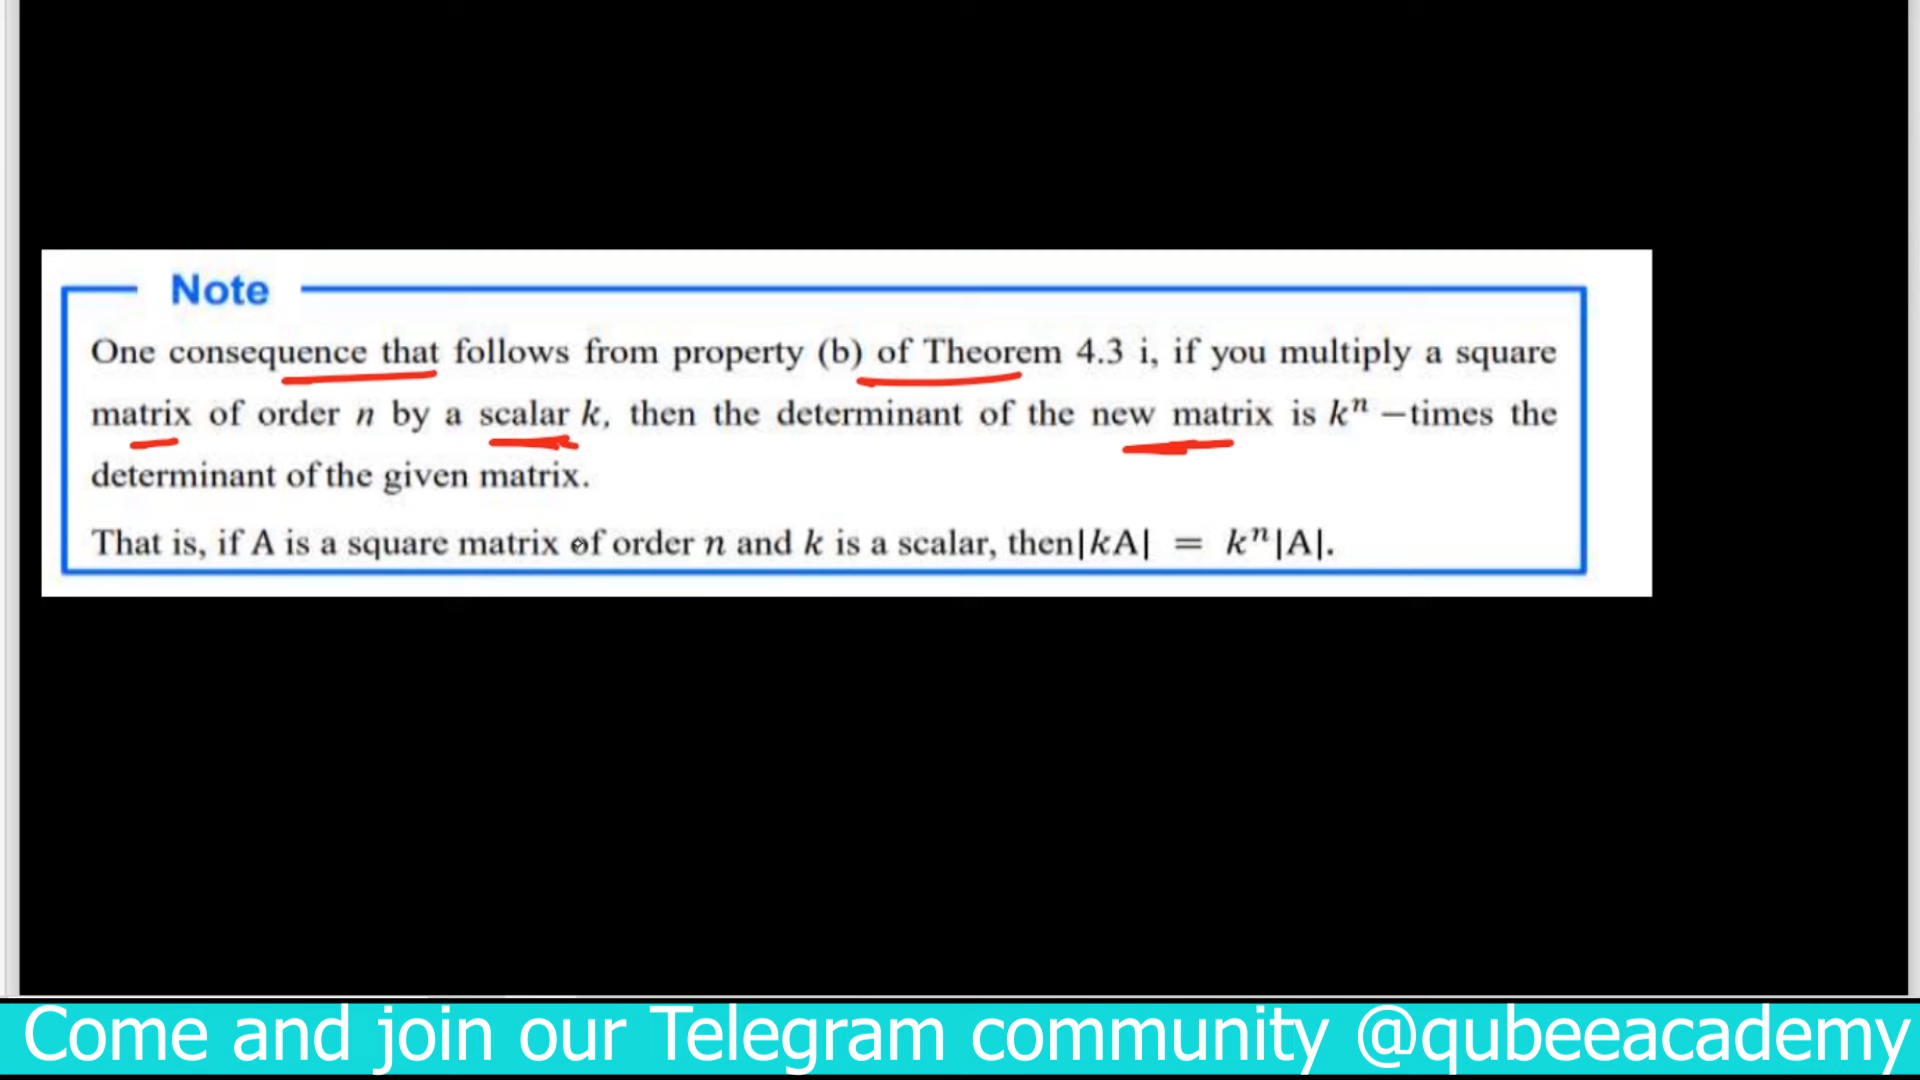 Note
One consequence that follows from property (b) of Theorem 4.3 i, if you multiply a square
matrix of order n by a scalar k, then the determinant of the new matrix is kⁿ −times the
determinant of the given matrix.
That is, if A is a square matrix of order n and k is a scalar, then|kA| = kⁿ|A|.
Come and join our Telegram community @qubeeacademy